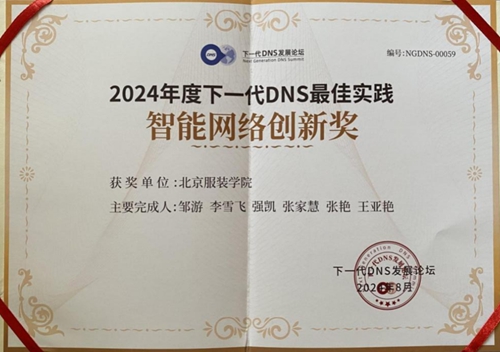 下一代DNS发展论坛
Next Generation DNS Summit
编号:NGDNS-00059
2024年度下一代DNS最佳实践
智能网络创新奖
获奖单位:北京服装学院
主要完成人:邹游 李雪飞 强凯 张家慧 张艳 王亚艳
下一代DNS发展论坛
2024年8月